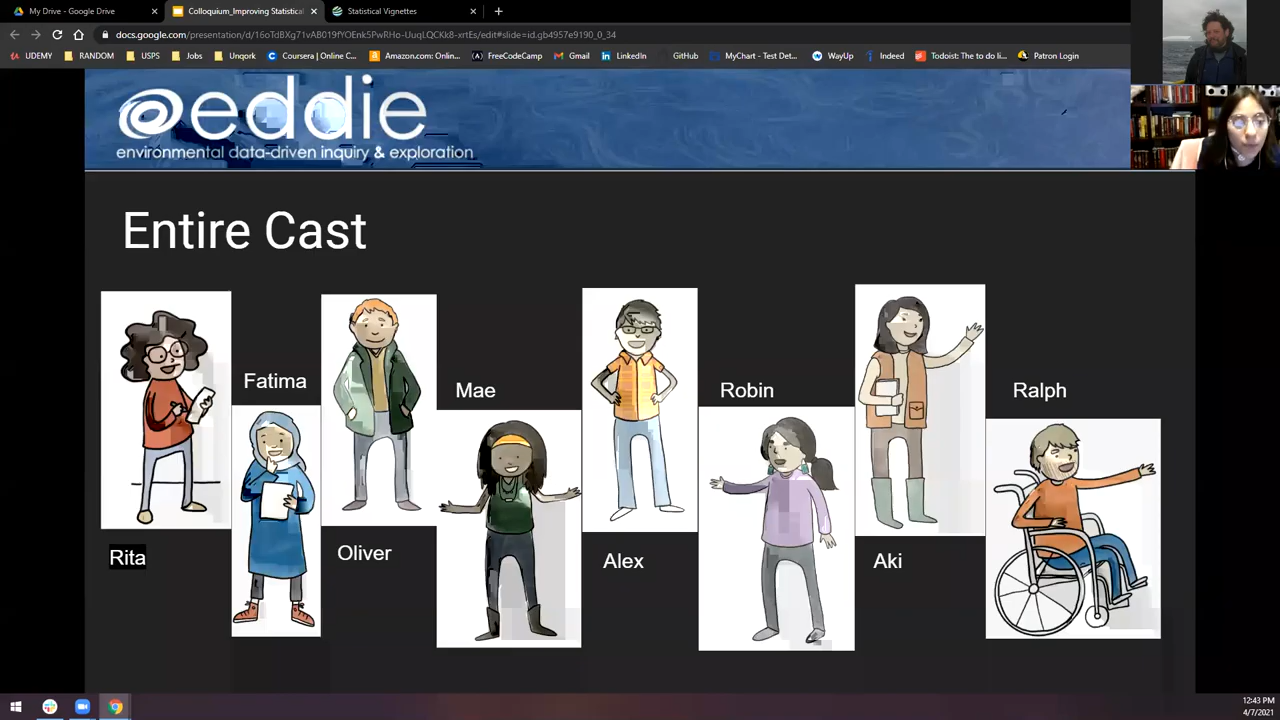 My Drive - Google Drive
Colloquium_Improving Statistical
Statistical Vignettes
docs.google.com/presentation/d/16oTdBXg71vAB019fYOEnk5PwRHo-UuqLQCKk8-xrtEs/edit#slide=id.gb4957e9190_0_34
UDEMY
RANDOM
USPS
Jobs
Unqork
Coursera | Online C...
Amazon.com: Onlin...
FreeCodeCamp
Gmail
LinkedIn
GitHub
MyChart - Test Det...
WayUp
Indeed
Todoist: The to do li...
Patron Login
eddie
environmental data-driven inquiry & exploration
Entire Cast
Fatima
Mae
Robin
Ralph
Rita
Oliver
Alex
Aki
12:43 PM
4/7/2021